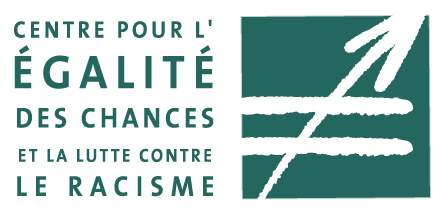 CENTRE POUR L'
ÉGALITÉ
DES CHANCES
ET LA LUTTE CONTRE
LE RACISME